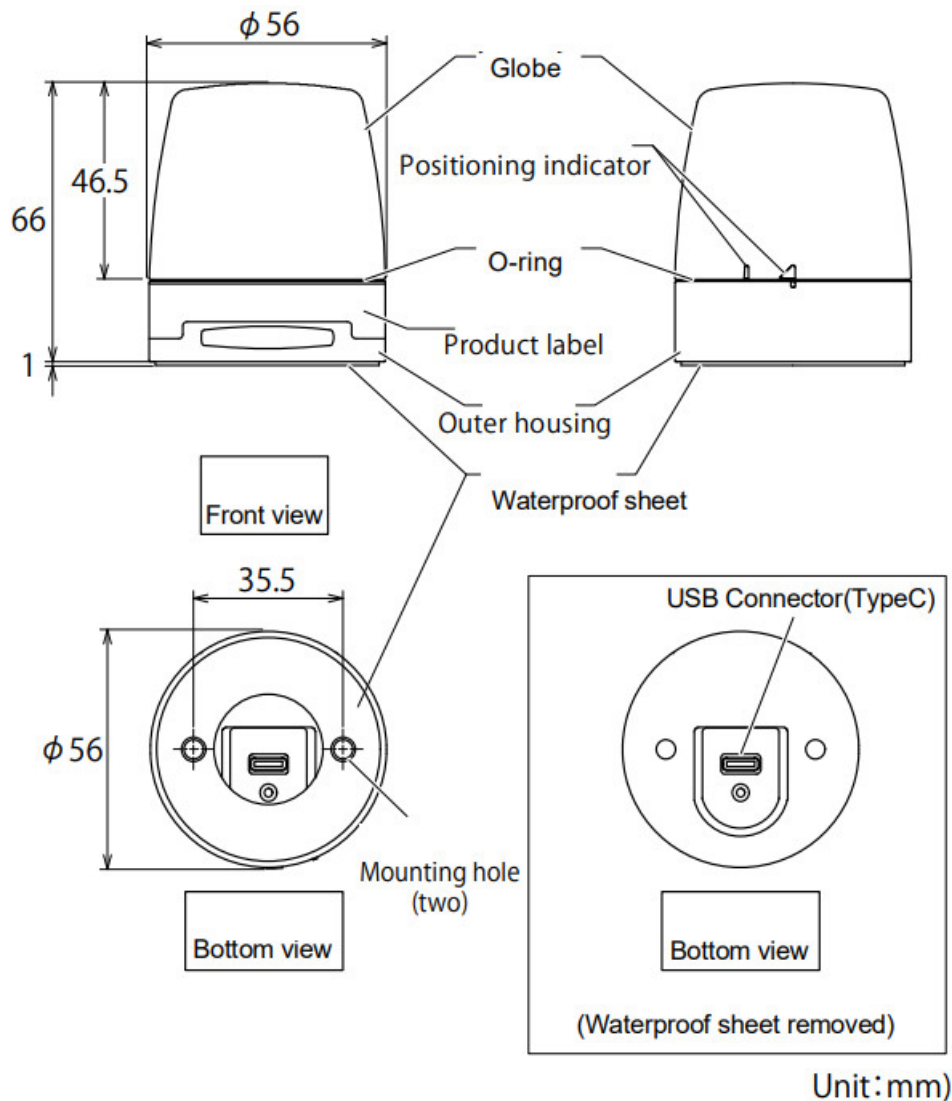 φ56
Globe
Positioning indicator
46.5
66
O-ring
Product label
1
Outer housing
Waterproof sheet
Front view
35.5
USB Connector(TypeC)
φ56
Mounting hole
(two)
Bottom view
Bottom view
(Waterproof sheet removed)
Unit:mm)